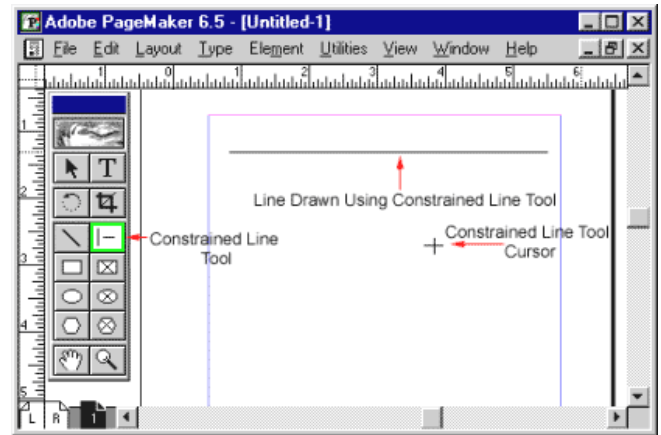 Adobe PageMaker 6.5 - [Untitled-1]
File Edit Layout Type Element Utilities View Window Help
1 0 1 2 3 4 5 6
1
T
Line Drawn Using Constrained Line Tool
2
Constrained Line Tool
Cursor
Constrained Line
Tool
3
4
5
L R 1